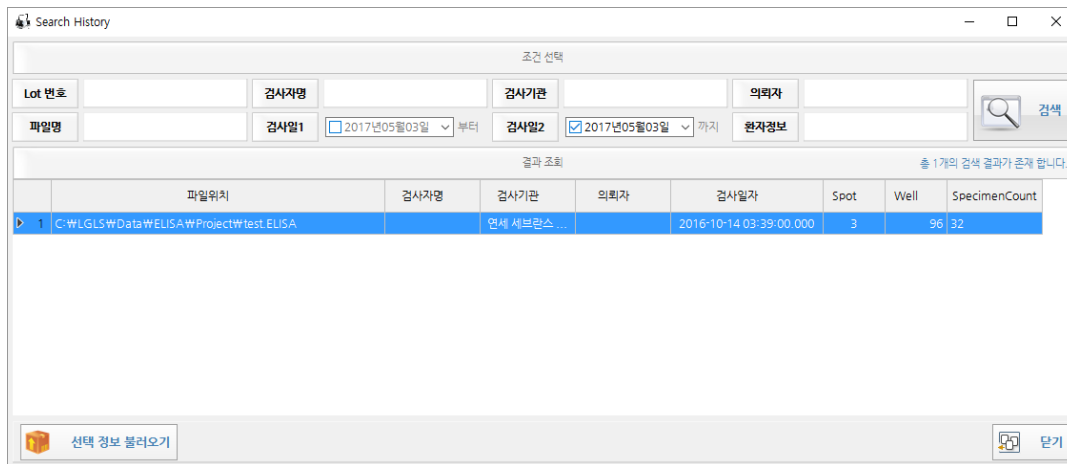 Search History
조건 선택
Lot 번호 검사자명 검사기관 의뢰자 검색
파일명 검사일1 2017년05월03일 부터 검사일2 2017년05월03일 까지 환자정보
결과 조회 총 1개의 검색 결과가 존재 합니다.
파일위치 검사자명 검사기관 의뢰자 검사일자 Spot Well SpecimenCount
1 C:₩LGLS₩Data₩ELISA₩Project₩test.ELISA 연세 세브란스 ... 2016-10-14 03:39:00.000 3 96 32
선택 정보 불러오기 닫기